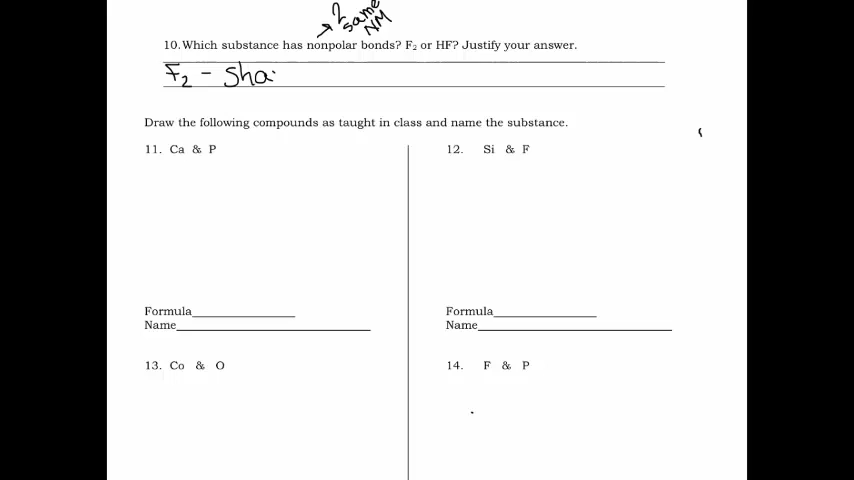 2
same
NM
10. Which substance has nonpolar bonds? F₂ or HF? Justify your answer.
F₂ - Sha
Draw the following compounds as taught in class and name the substance.
11. Ca & P
12. Si & F
Formula
Name
Formula
Name
13. Co & O
14. F & P